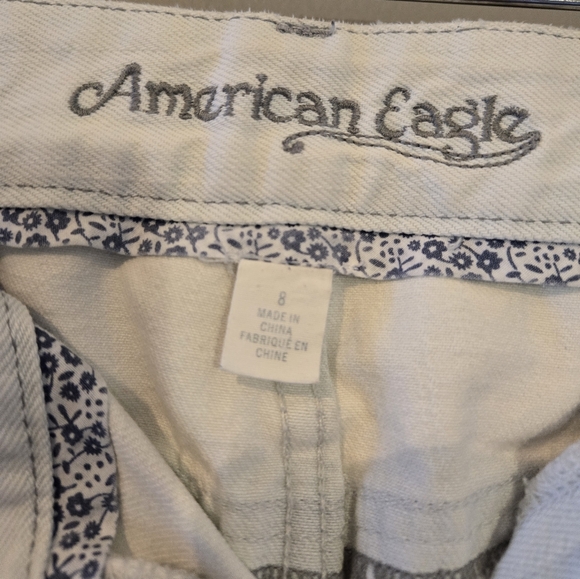 American Eagle
8
MADE IN
CHINA
FABRIQUÉ EN
CHINE